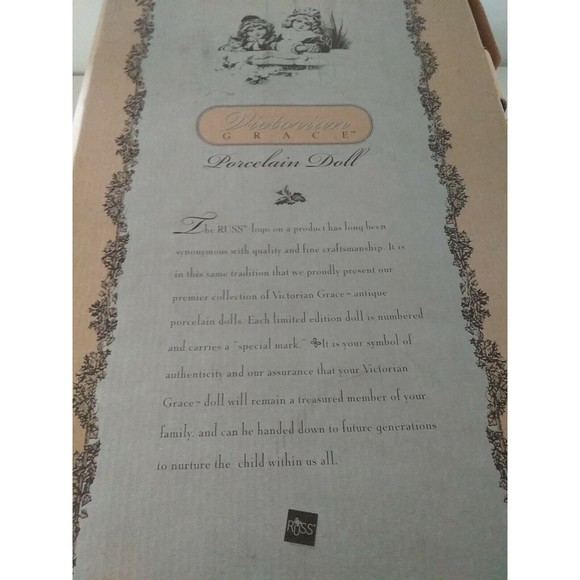 Victorian
GRACE™
Porcelain Doll
The RUSS® logo on a product has long been
synonymous with quality and fine craftsmanship. It is
in this same tradition that we proudly present our
premier collection of Victorian Grace™ antique
porcelain dolls. Each limited edition doll is numbered
and carries a "special mark." It is your symbol of
authenticity and our assurance that your Victorian
Grace™ doll will remain a treasured member of your
family, and can be handed down to future generations
to nurture the child within us all.
RUSS®